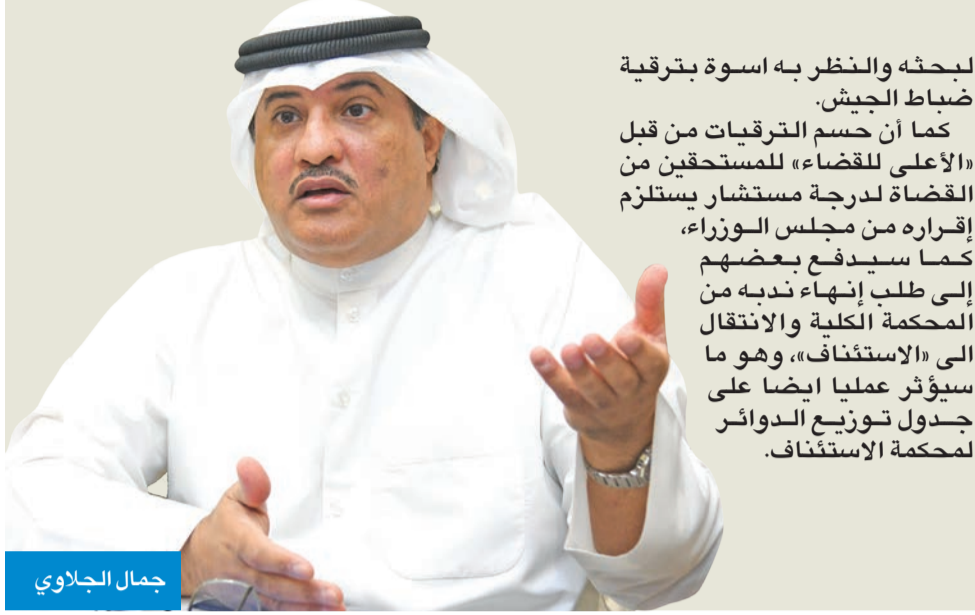 لبحثه والنظر به اسوة بترقية
ضباط الجيش.
كما أن حسم الترقيات من قبل
«الأعلى للقضاء» للمستحقين من
القضاة لدرجة مستشار يستلزم
إقراره من مجلس الوزراء،
كما سيدفع بعضهم
إلى طلب إنهاء ندبه من
المحكمة الكلية والانتقال
الى «الاستئناف»، وهو ما
سيؤثر عمليا ايضا على
جدول توزيع الدوائر
لمحكمة الاستئناف.
جمال الجلاوي